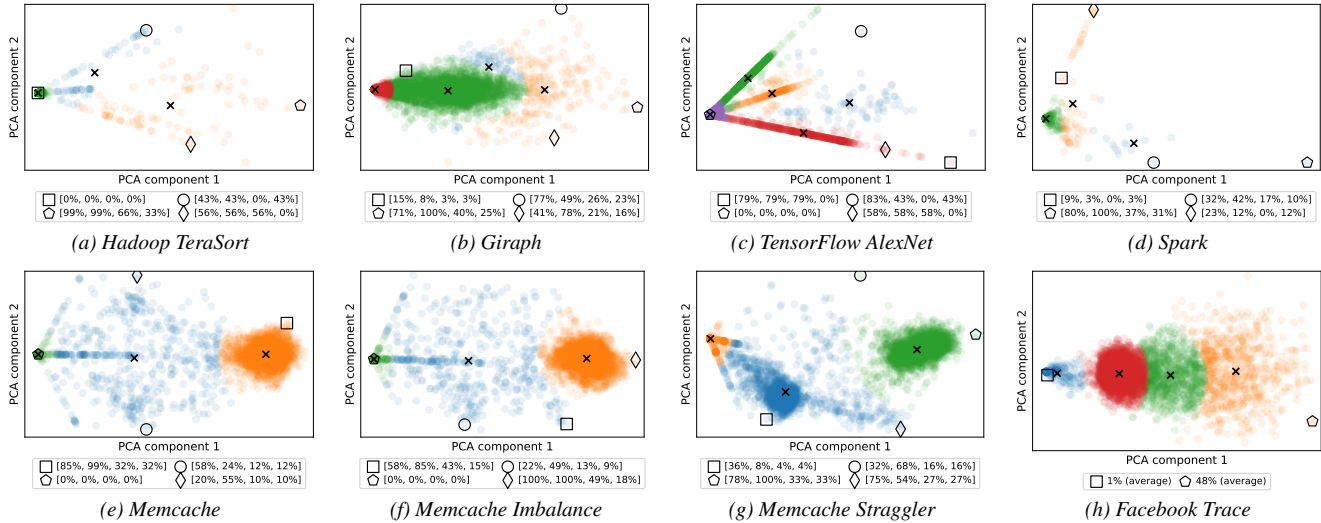 PCA component 2
PCA component 1
[0%, 0%, 0%, 0%]
[43%, 43%, 0%, 43%]
[99%, 99%, 66%, 33%]
[56%, 56%, 56%, 0%]
(a) Hadoop TeraSort
PCA component 2
PCA component 1
[15%, 8%, 3%, 3%]
[77%, 49%, 26%, 23%]
[71%, 100%, 40%, 25%]
[41%, 78%, 21%, 16%]
(b) Giraph
PCA component 2
PCA component 1
[79%, 79%, 79%, 0%]
[83%, 43%, 0%, 43%]
[0%, 0%, 0%, 0%]
[58%, 58%, 58%, 0%]
(c) TensorFlow AlexNet
PCA component 2
PCA component 1
[9%, 3%, 0%, 3%]
[32%, 42%, 17%, 10%]
[80%, 100%, 37%, 31%]
[23%, 12%, 0%, 12%]
(d) Spark
PCA component 2
PCA component 1
[85%, 99%, 32%, 32%]
[58%, 24%, 12%, 12%]
[0%, 0%, 0%, 0%]
[20%, 55%, 10%, 10%]
(e) Memcache
PCA component 2
PCA component 1
[58%, 85%, 43%, 15%]
[22%, 49%, 13%, 9%]
[0%, 0%, 0%, 0%]
[100%, 100%, 49%, 18%]
(f) Memcache Imbalance
PCA component 2
PCA component 1
[36%, 8%, 4%, 4%]
[32%, 68%, 16%, 16%]
[78%, 100%, 33%, 33%]
[75%, 54%, 27%, 27%]
(g) Memcache Straggler
PCA component 2
PCA component 1
1% (average)
48% (average)
(h) Facebook Trace